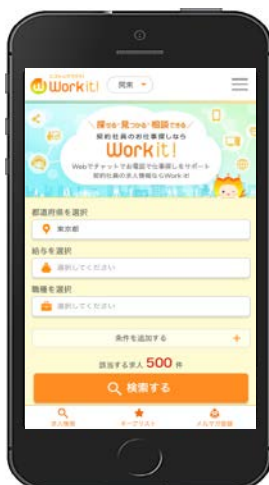 Workit!
関東
探せる・見つかる・相談できる
契約社員のお仕事探しなら
Work it!
Webでチャットでお電話で仕事探しをサポート
契約社員の求人情報ならWork it!
都道府県を選択
東京都
給与を選択
選択してください
職種を選択
選択してください
条件を追加する +
該当する求人 500 件
検索する
求人情報 キープリスト メルマガ登録